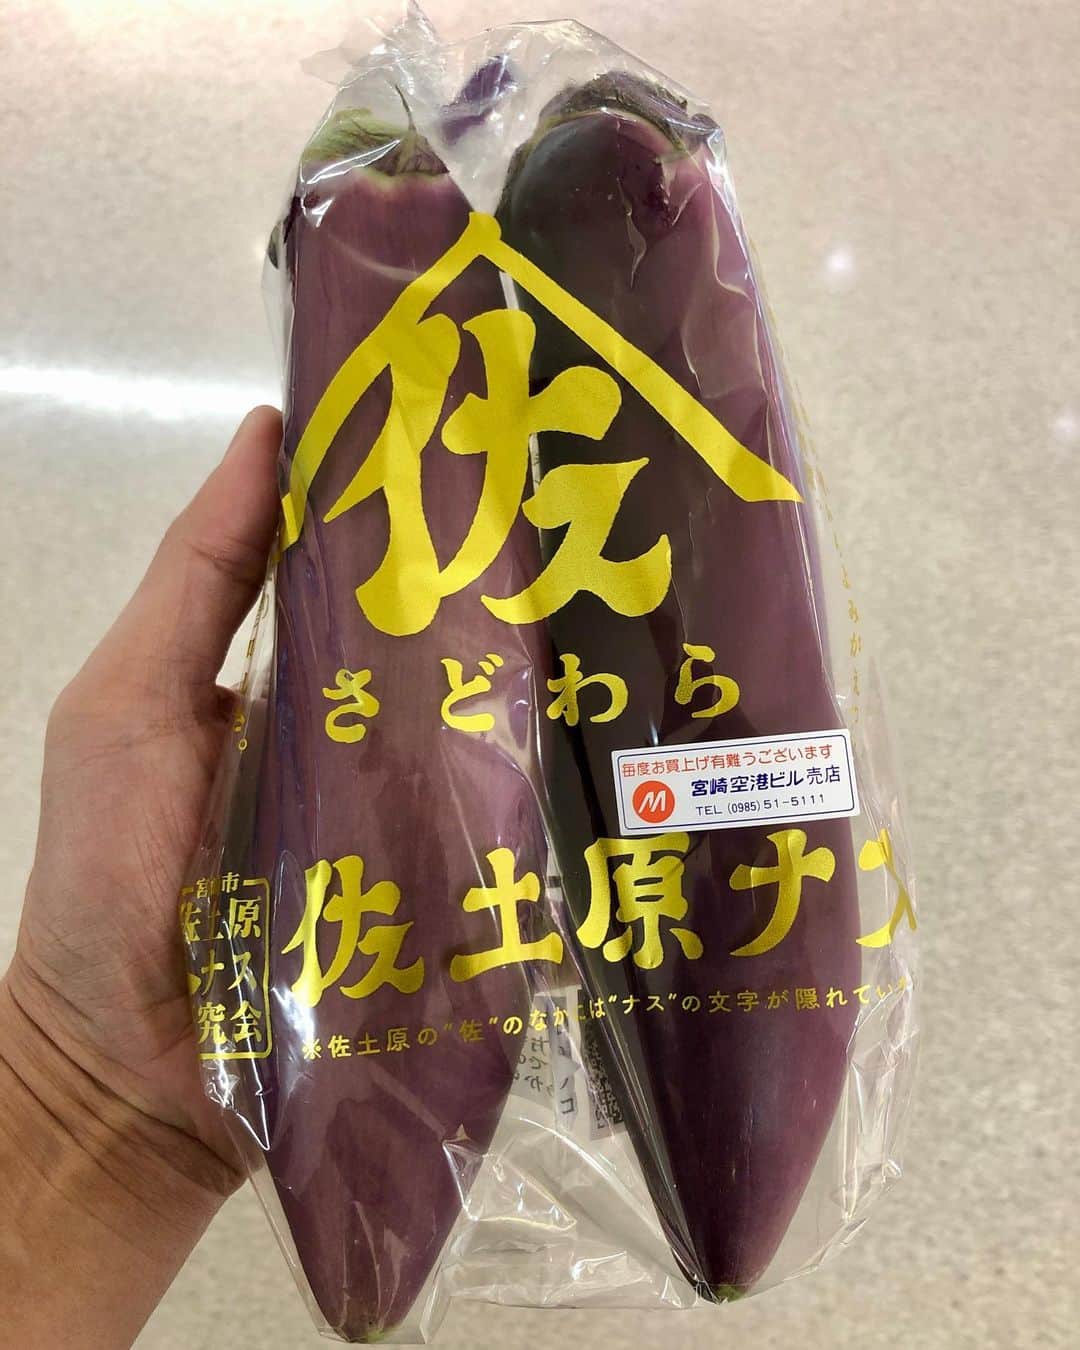 佐
さどわら
毎度お買上げ有難うございます
M 宮崎空港ビル売店
TEL (0985) 51-5111
佐土原ナス
※佐土原の"佐"のなかには"ナス"の文字が隠れてい
宮 市
佐土原
ナス
究会